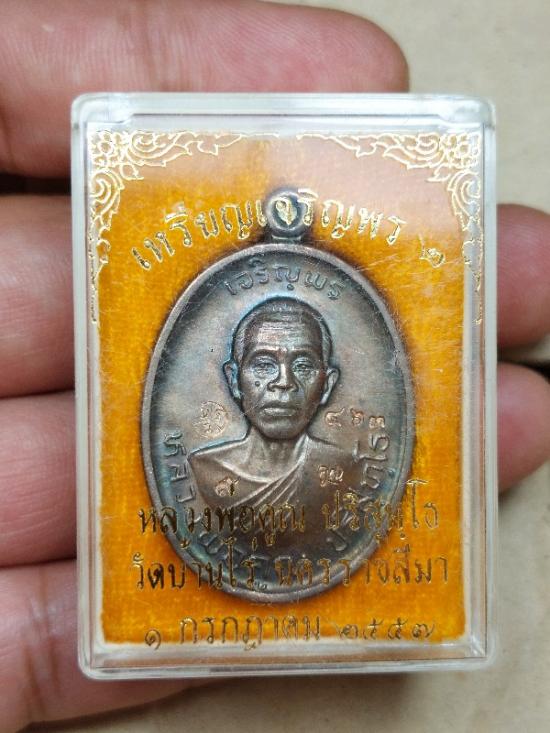 เหรียญเจริญพร ๒
เจริญพร
๔๖๓
หลวงพ่อคูณ ปริสุทฺโธ
วัดบ้านไร่ นครราชสีมา
๑ กรกฎาคม ๒๕๕๗